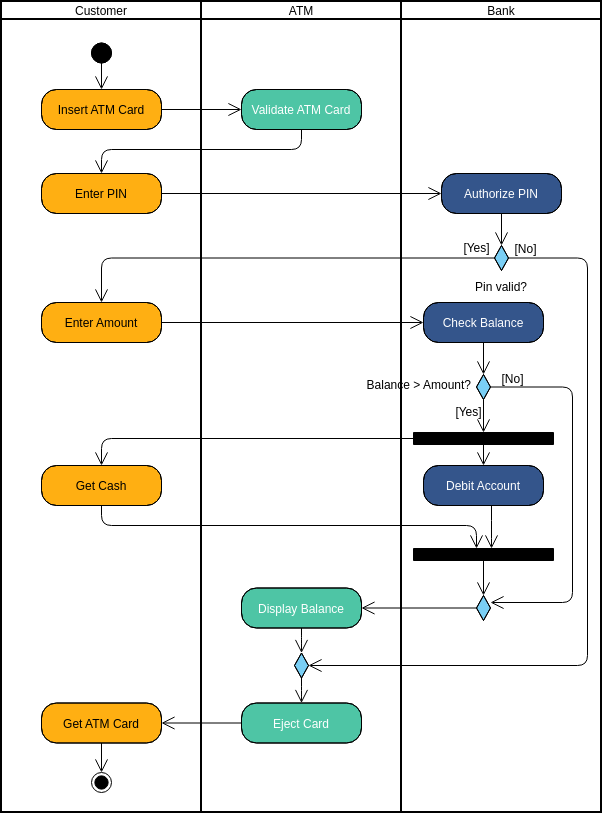 Customer
ATM
Bank
Insert ATM Card
Validate ATM Card
Enter PIN
Authorize PIN
[Yes]
[No]
Pin valid?
Enter Amount
Check Balance
Balance > Amount?
[No]
[Yes]
Get Cash
Debit Account
Display Balance
Get ATM Card
Eject Card